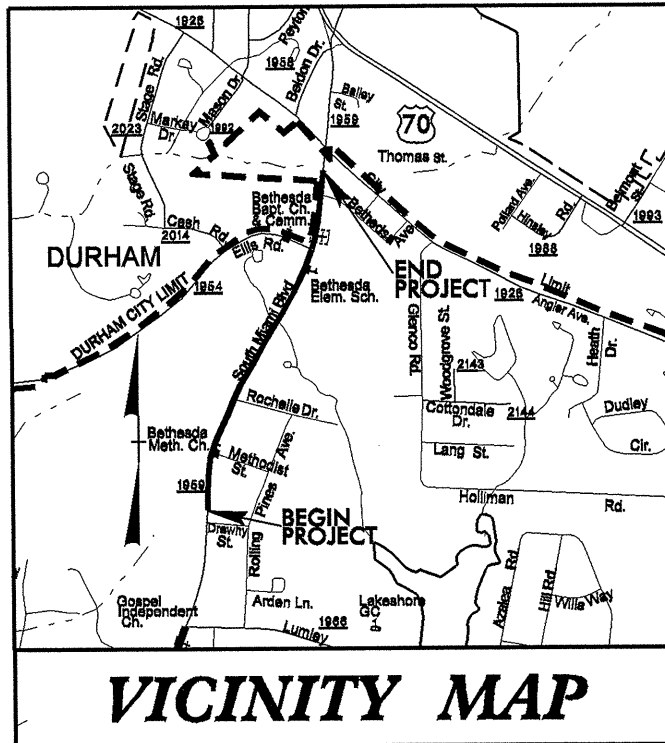 1926
Peyton
Stage Rd.
1958
Mason Dr.
Beldon Dr.
Bailey
St.
1959
70
Markay
Dr.
1992
2023
Thomas St.
Stage Rd.
City
Limit
Pollard Ave.
Hinsley
Rd.
1988
Belmont
St.
1993
Bethesda
Bapt. Ch.
& Comm.
Bethesda
Ave.
Cash Rd.
2014
Ellis Rd.
DURHAM
1954
DURHAM CITY LIMIT
END
PROJECT
Bethesda
Elem. Sch.
1926
Angier Ave.
South Miami Blvd
Glenco Rd.
Woodgrove St.
2143
Heath
Dr.
Rochelle Dr.
Cottondale
Dr.
2144
Dudley
Cir.
Bethesda
Meth. Ch.
Methodist
St.
Lang St.
1959
Rolling Pines Ave.
Holliman Rd.
BEGIN
PROJECT
Drewry
St.
Azalea Rd
Hill Rd
Willa Way
Gospel
Independent
Ch.
Arden Ln.
Lakeshore
GC
1966
Lumley
VICINITY MAP